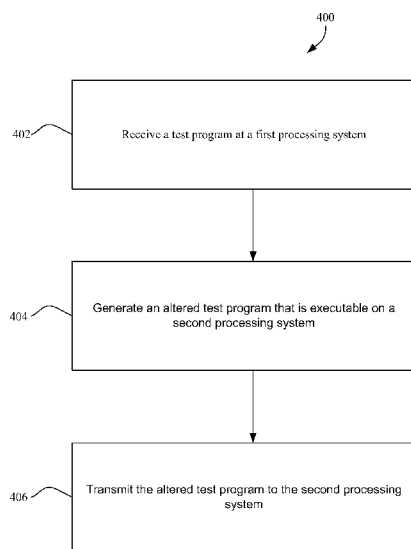 400
402
Receive a test program at a first processing system
404
Generate an altered test program that is executable on a
second processing system
406
Transmit the altered test program to the second processing
system